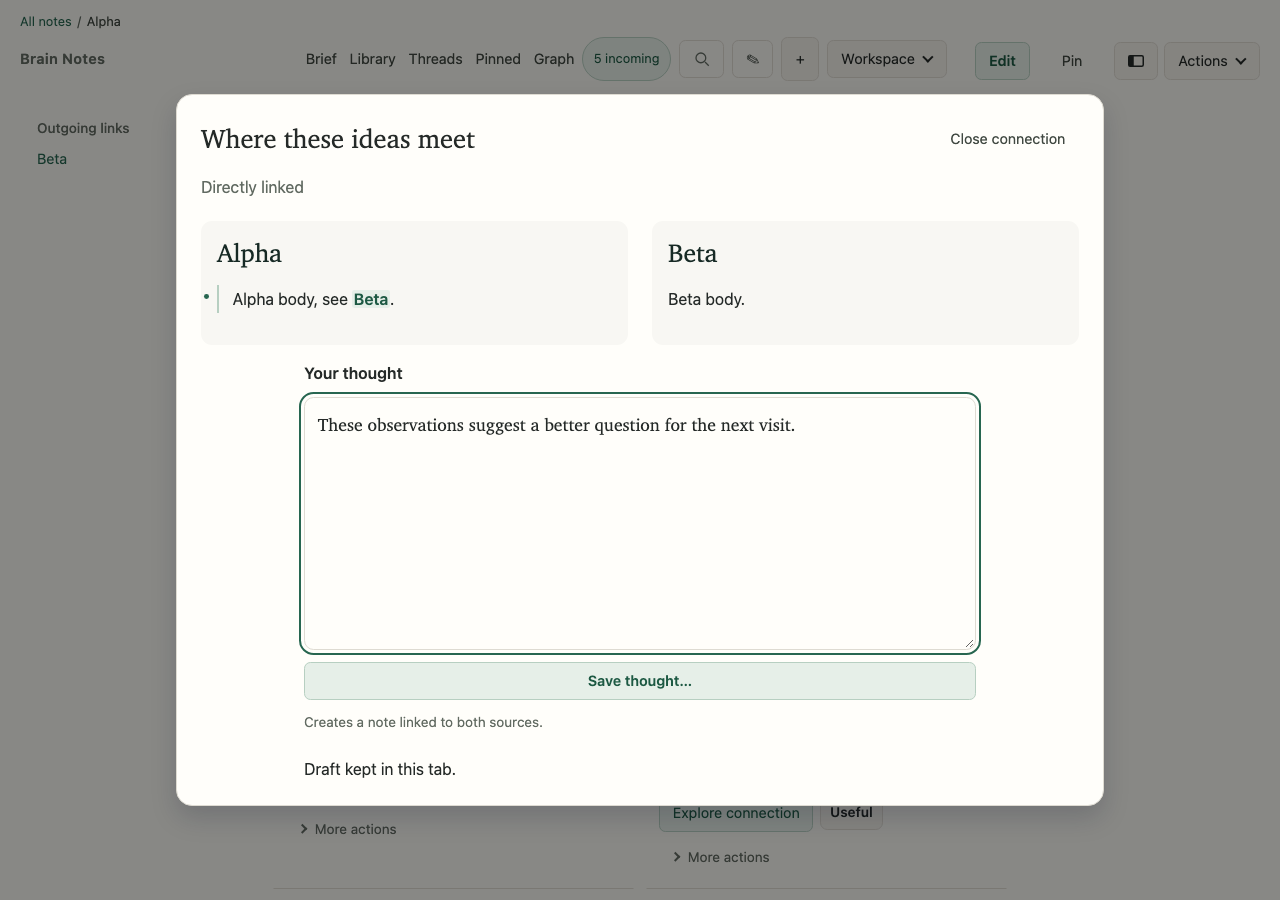 All notes / Alpha
Brain Notes
Brief Library Threads Pinned Graph 5 incoming + Workspace Edit Pin Actions
Outgoing links
Beta
Where these ideas meet
Close connection
Directly linked
Alpha
Alpha body, see Beta.
Beta
Beta body.
Your thought
These observations suggest a better question for the next visit.
Save thought...
Creates a note linked to both sources.
Draft kept in this tab.
Explore connection Useful
More actions
More actions